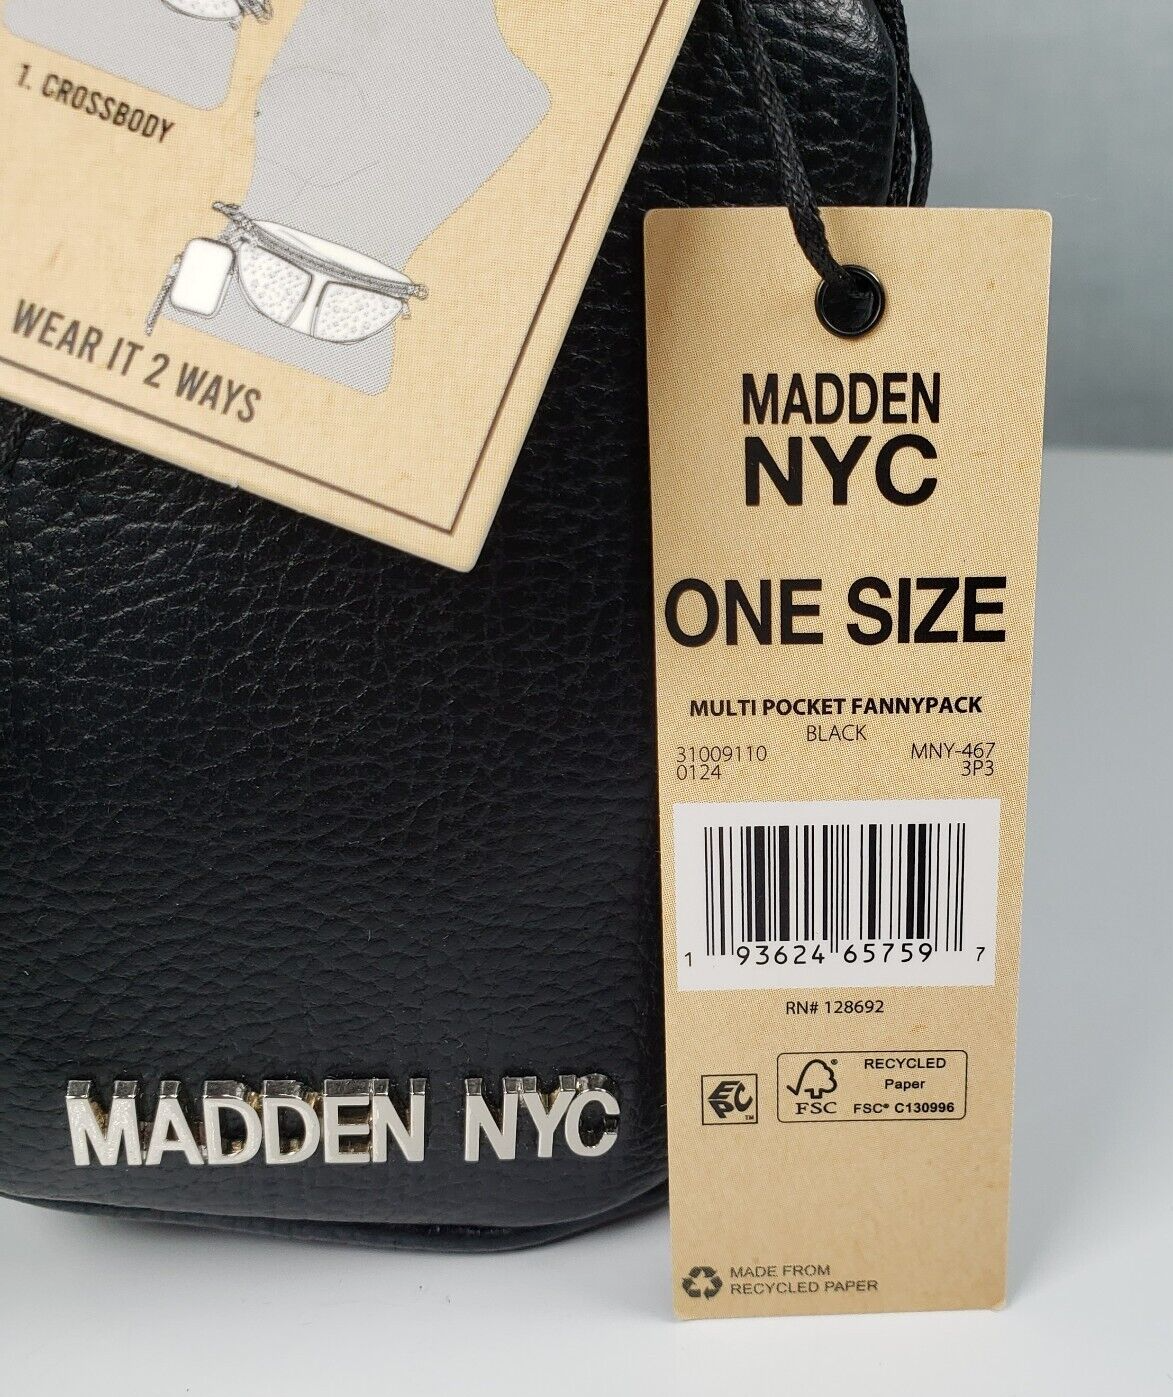 1. CROSSBODY
WEAR IT 2 WAYS
MADDEN NYC
MADDEN
NYC
ONE SIZE
MULTI POCKET FANNYPACK
BLACK
31009110 MNY-467
0124 3P3
1 93624 65759 7
RN# 128692
EPC™
FSC®
RECYCLED
Paper
FSC® C130996
MADE FROM
RECYCLED PAPER